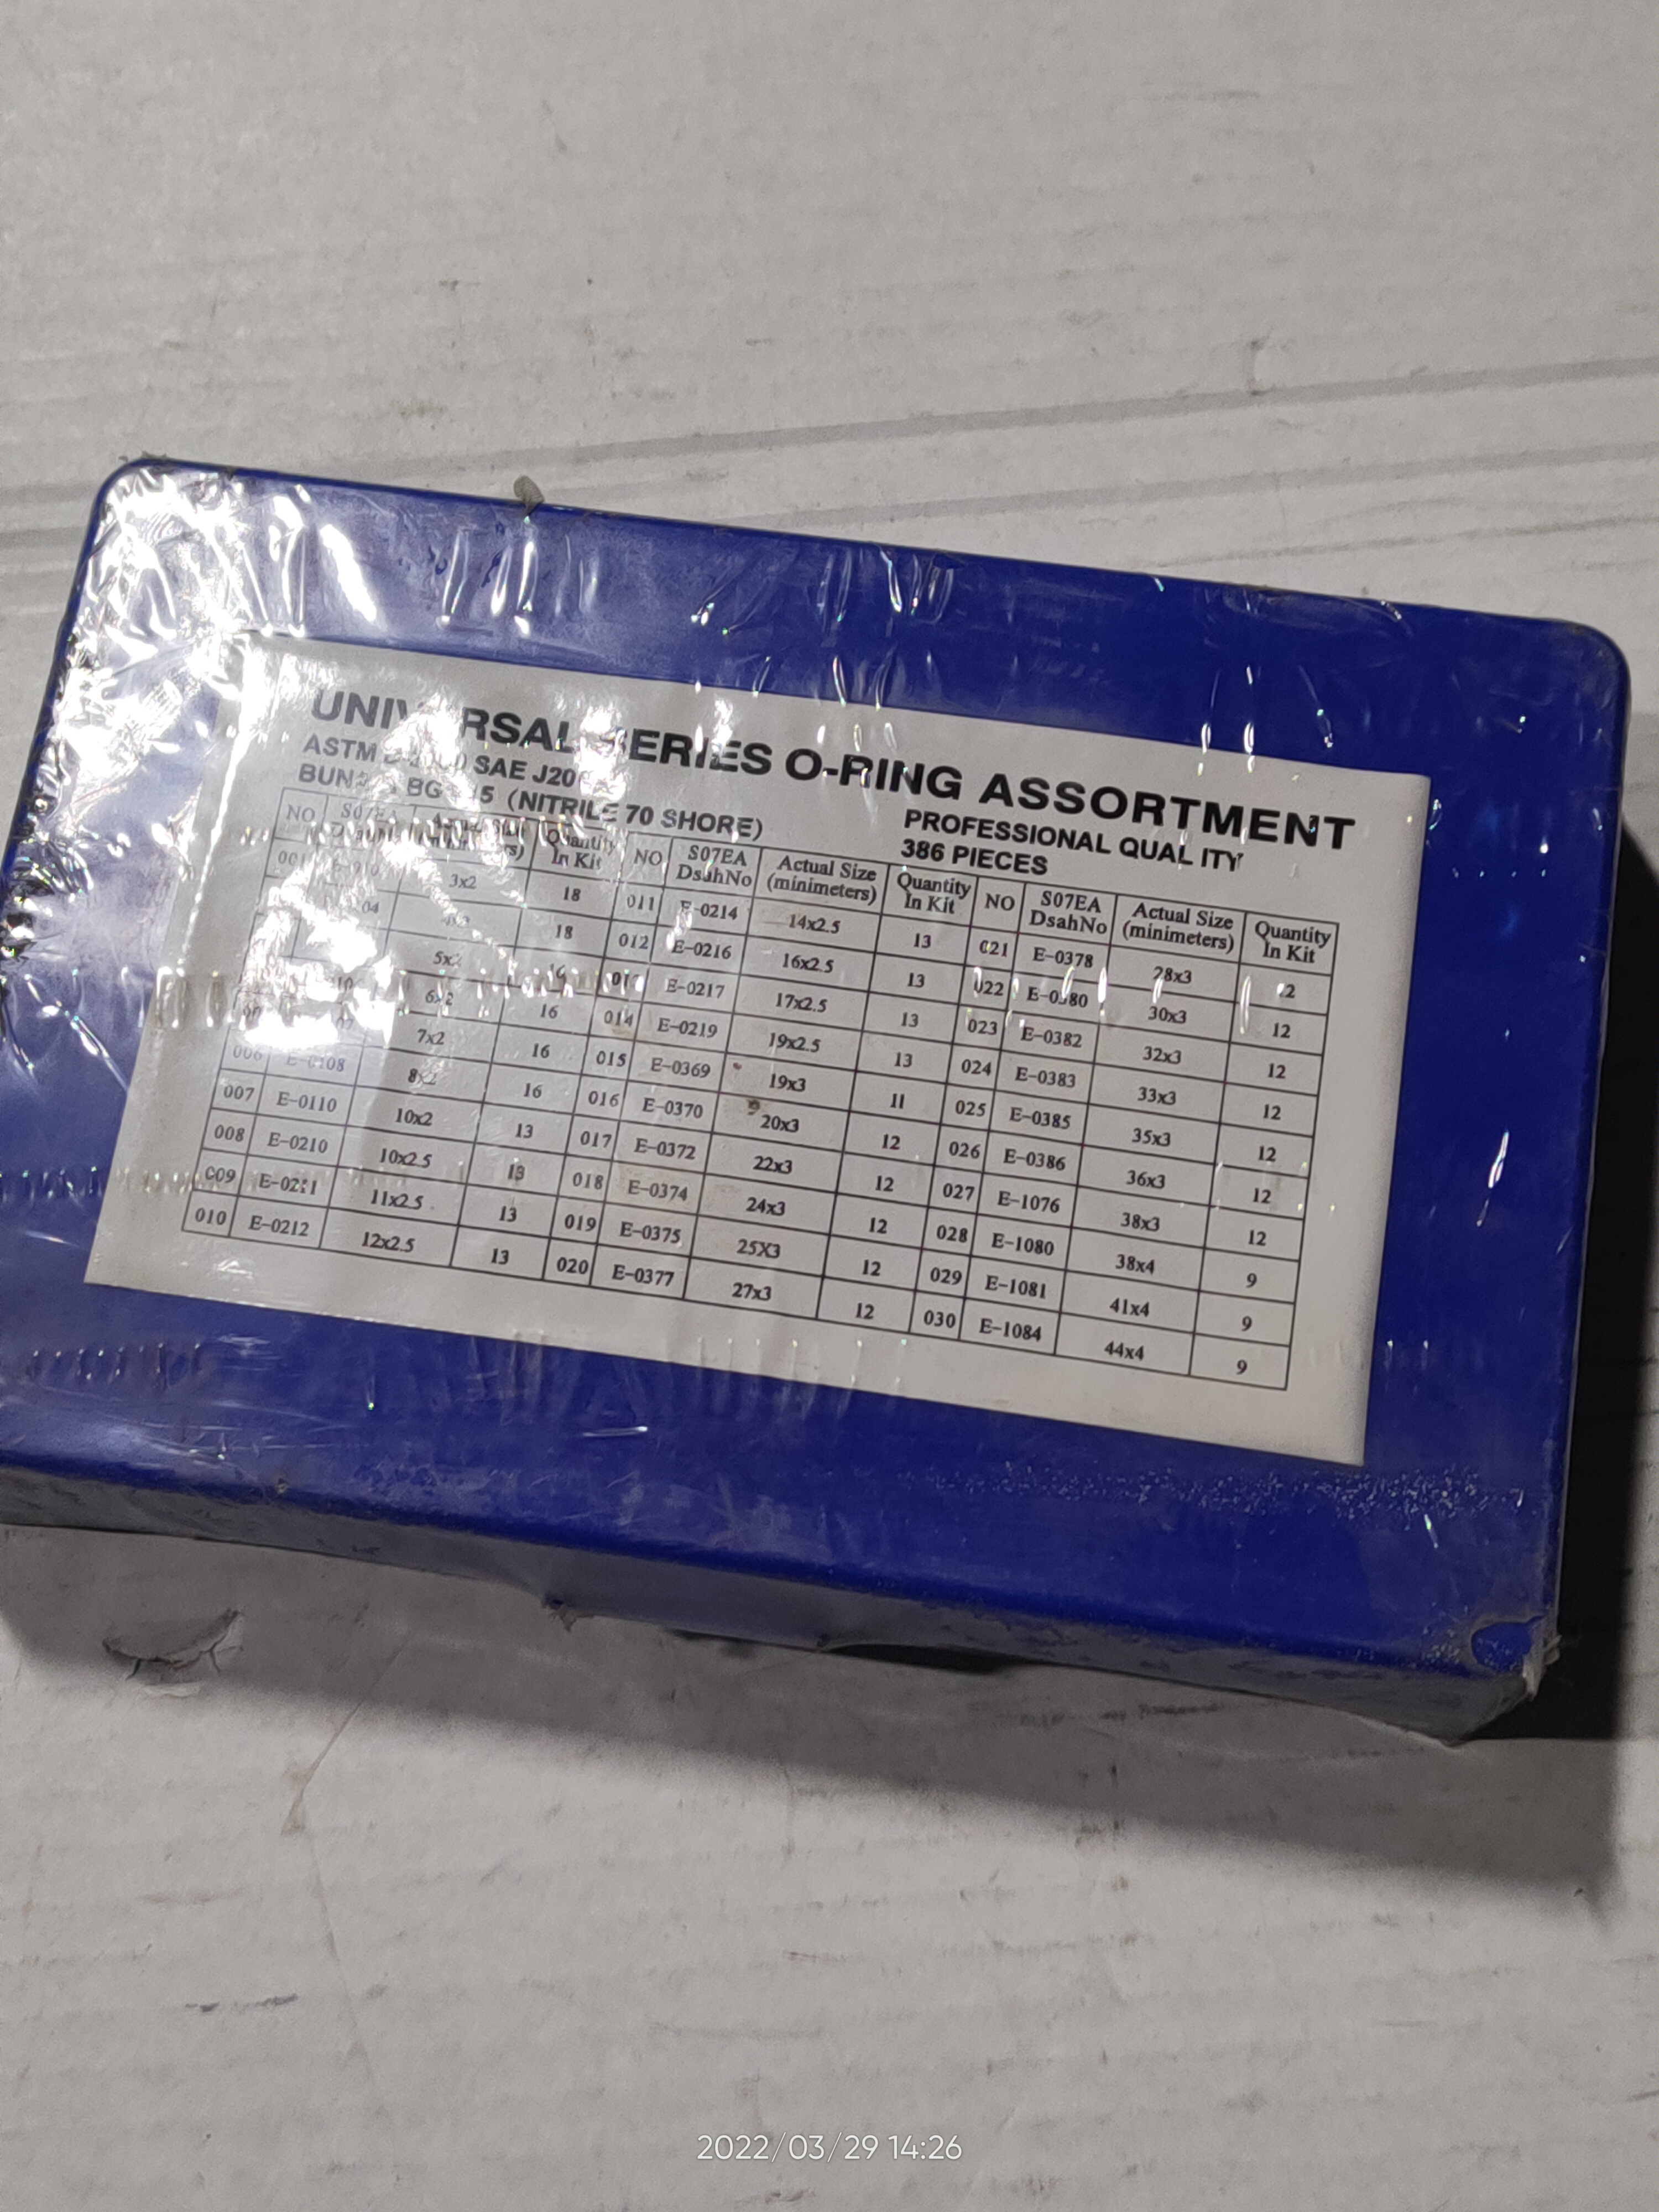 UNIVERSAL SERIES O-RING ASSORTMENT
ASTM SAE
BG (NITRILE 70 SHORE)
PROFESSIONAL QUAL ITY
386 PIECES
NO Quantity In Kit NO S07EA DsahNo Actual Size (minimeters) Quantity In Kit NO S07EA DsahNo Actual Size (minimeters) Quantity In Kit
001 3x2 18 011 E-0214 14x2.5 13 021 E-0378 28x3
18 012 E-0216 16x2.5 13 022 E-0380 30x3 12
5x2 E-0217 17x2.5 13 023 E-0382 32x3 12
6x2 16 014 E-0219 19x2.5 13 024 E-0383 33x3 12
7x2 16 015 E-0369 19x3 11 025 E-0385 35x3 12
006 E-0108 8x2 16 016 E-0370 20x3 12 026 E-0386 36x3 12
007 E-0110 10x2 13 017 E-0372 22x3 12 027 E-1076 38x3 12
008 E-0210 10x2.5 13 018 E-0374 24x3 12 028 E-1080 38x4 9
009 E-0211 11x2.5 13 019 E-0375 25X3 12 029 E-1081 41x4 9
010 E-0212 12x2.5 13 020 E-0377 27x3 12 030 E-1084 44x4 9
2022/03/29 14:26